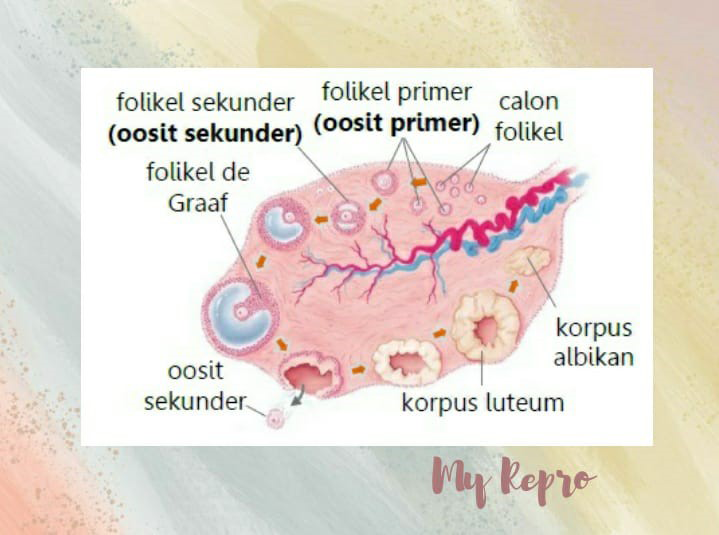 folikel sekunder
(oosit sekunder)
folikel primer
(oosit primer)
calon
folikel
folikel de
Graaf
oosit
sekunder
korpus luteum
korpus
albikan
My Repro